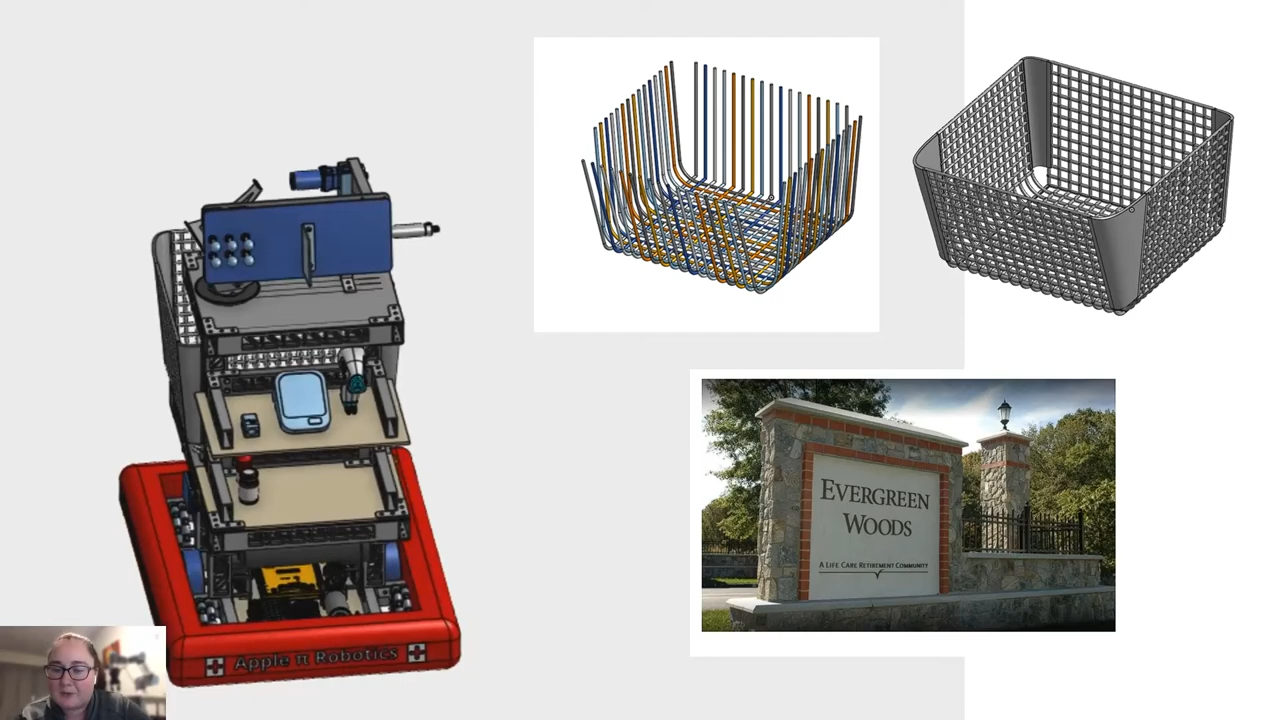 EVERGREEN
WOODS
A LIFE CARE RETIREMENT COMMUNITY
Apple π Robotics